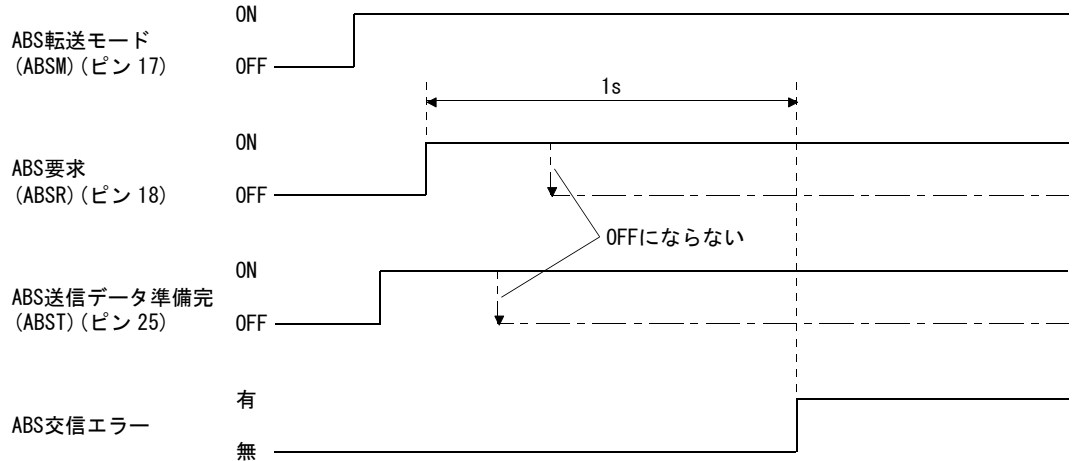 ON
ABS転送モード
(ABSM)(ピン 17)
OFF
1s
ON
ABS要求
(ABSR)(ピン 18)
OFF
OFFにならない
ON
ABS送信データ準備完
(ABST)(ピン 25)
OFF
有
ABS交信エラー
無